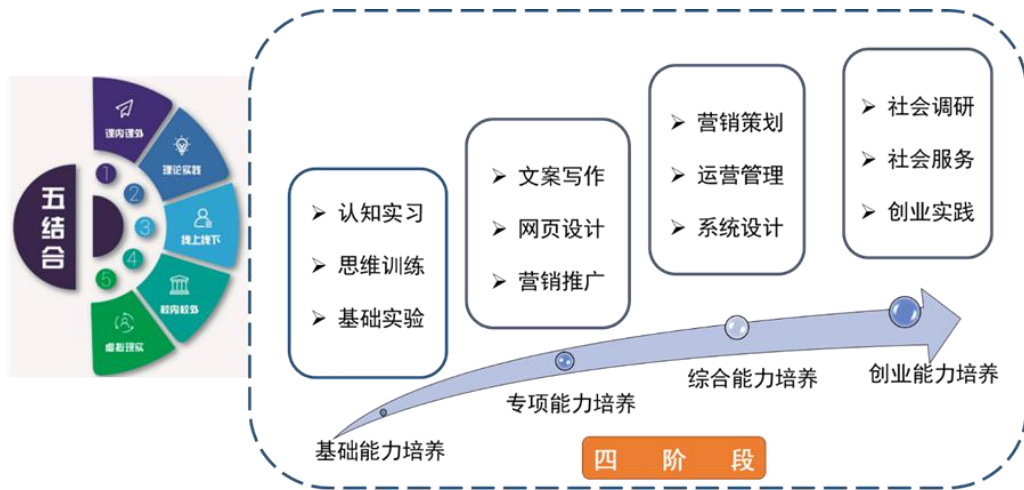 五结合
1
课内课外
2
理论实践
3
线上线下
4
校内校外
5
虚拟现实
认知实习
思维训练
基础实验
基础能力培养
文案写作
网页设计
营销推广
专项能力培养
营销策划
运营管理
系统设计
综合能力培养
社会调研
社会服务
创业实践
创业能力培养
四 阶 段